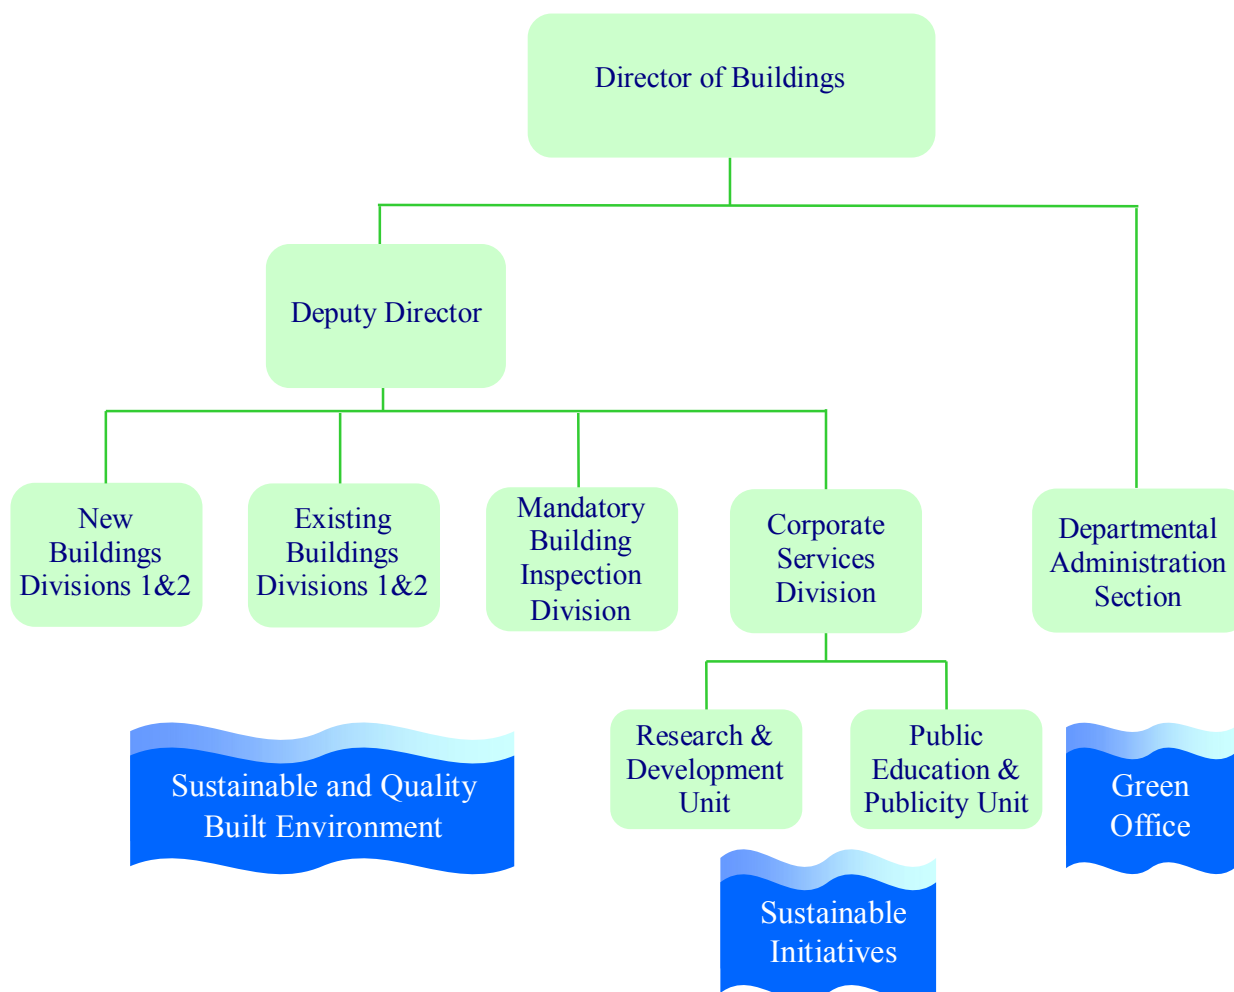 Director of Buildings
Deputy Director
New
Buildings
Divisions 1&2
Existing
Buildings
Divisions 1&2
Mandatory
Building
Inspection
Division
Corporate
Services
Division
Departmental
Administration
Section
Research &
Development
Unit
Public
Education &
Publicity Unit
Sustainable and Quality
Built Environment
Green
Office
Sustainable
Initiatives